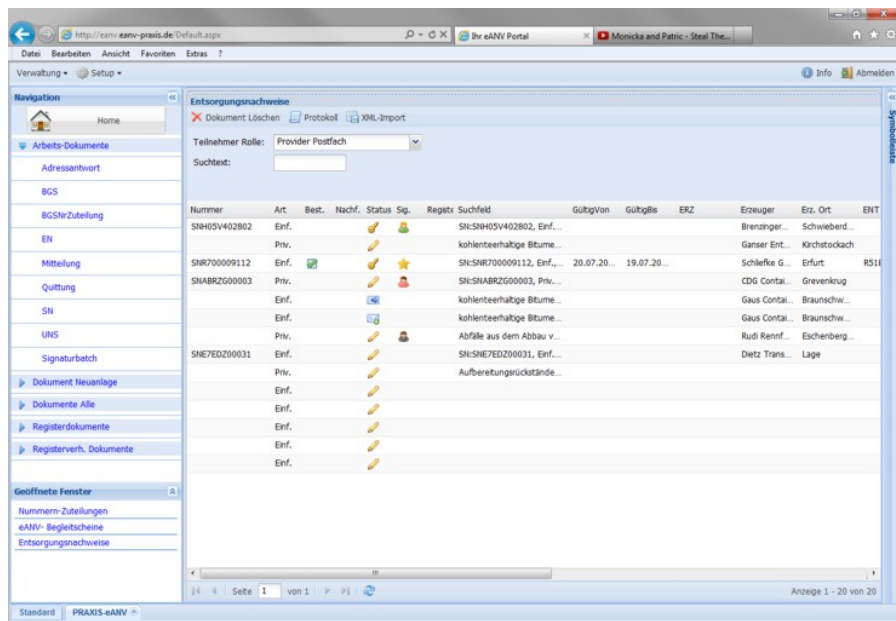 http://eanv.eanv-praxis.de/Default.aspx
Ihr eANV Portal
Monicka and Patric - Steal The...
Datei Bearbeiten Ansicht Favoriten Extras ?
Verwaltung Setup Info Abmelden
Navigation
Home
Arbeits-Dokumente
Adressantwort
BGS
BGSNrZuteilung
EN
Mitteilung
Quittung
SN
UNS
Signaturbatch
Dokument Neuanlage
Dokumente Alle
Registerdokumente
Registerverh. Dokumente
Geöffnete Fenster
Nummern-Zuteilungen
eANV- Begleitscheine
Entsorgungsnachweise
Entsorgungsnachweise
Dokument Löschen Protokoll XML-Import
Teilnehmer Rolle: Provider Postfach
Suchtext:
Nummer Art Best. Nachf. Status Sig. Registe Suchfeld GültigVon GültigBis ERZ Erzeuger Erz. Ort ENT
SNH05V402802 Einf. SN:SNH05V402802, Einf.... Brenzinger... Schwieberd...
Priv. kohlenteerhaltige Bitume... Ganser Ent... Kirchstockach
SNR700009112 Einf. SN:SNR700009112, Einf.,... 20.07.20... 19.07.20... Schliefke G... Erfurt
SNABRZG00003 Priv. SN:SNABRZG00003, Priv.... CDG Contai... Grevenkrug
Einf. kohlenteerhaltige Bitume... Gaus Contai... Braunschw...
Einf. kohlenteerhaltige Bitume... Gaus Contai... Braunschw...
Priv. Abfälle aus dem Abbau v... Rudi Rennf... Eschenberg...
SNE7EDZ00031 Einf. SN:SNE7EDZ00031, Einf.... Dietz Trans... Lage
Priv. Aufbereitungsrückstände...
Einf.
Einf.
Einf.
Einf.
Einf.
Seite 1 von 1 Anzeige 1 - 20 von 20
Symbolleiste
Standard PRAXIS-eANV